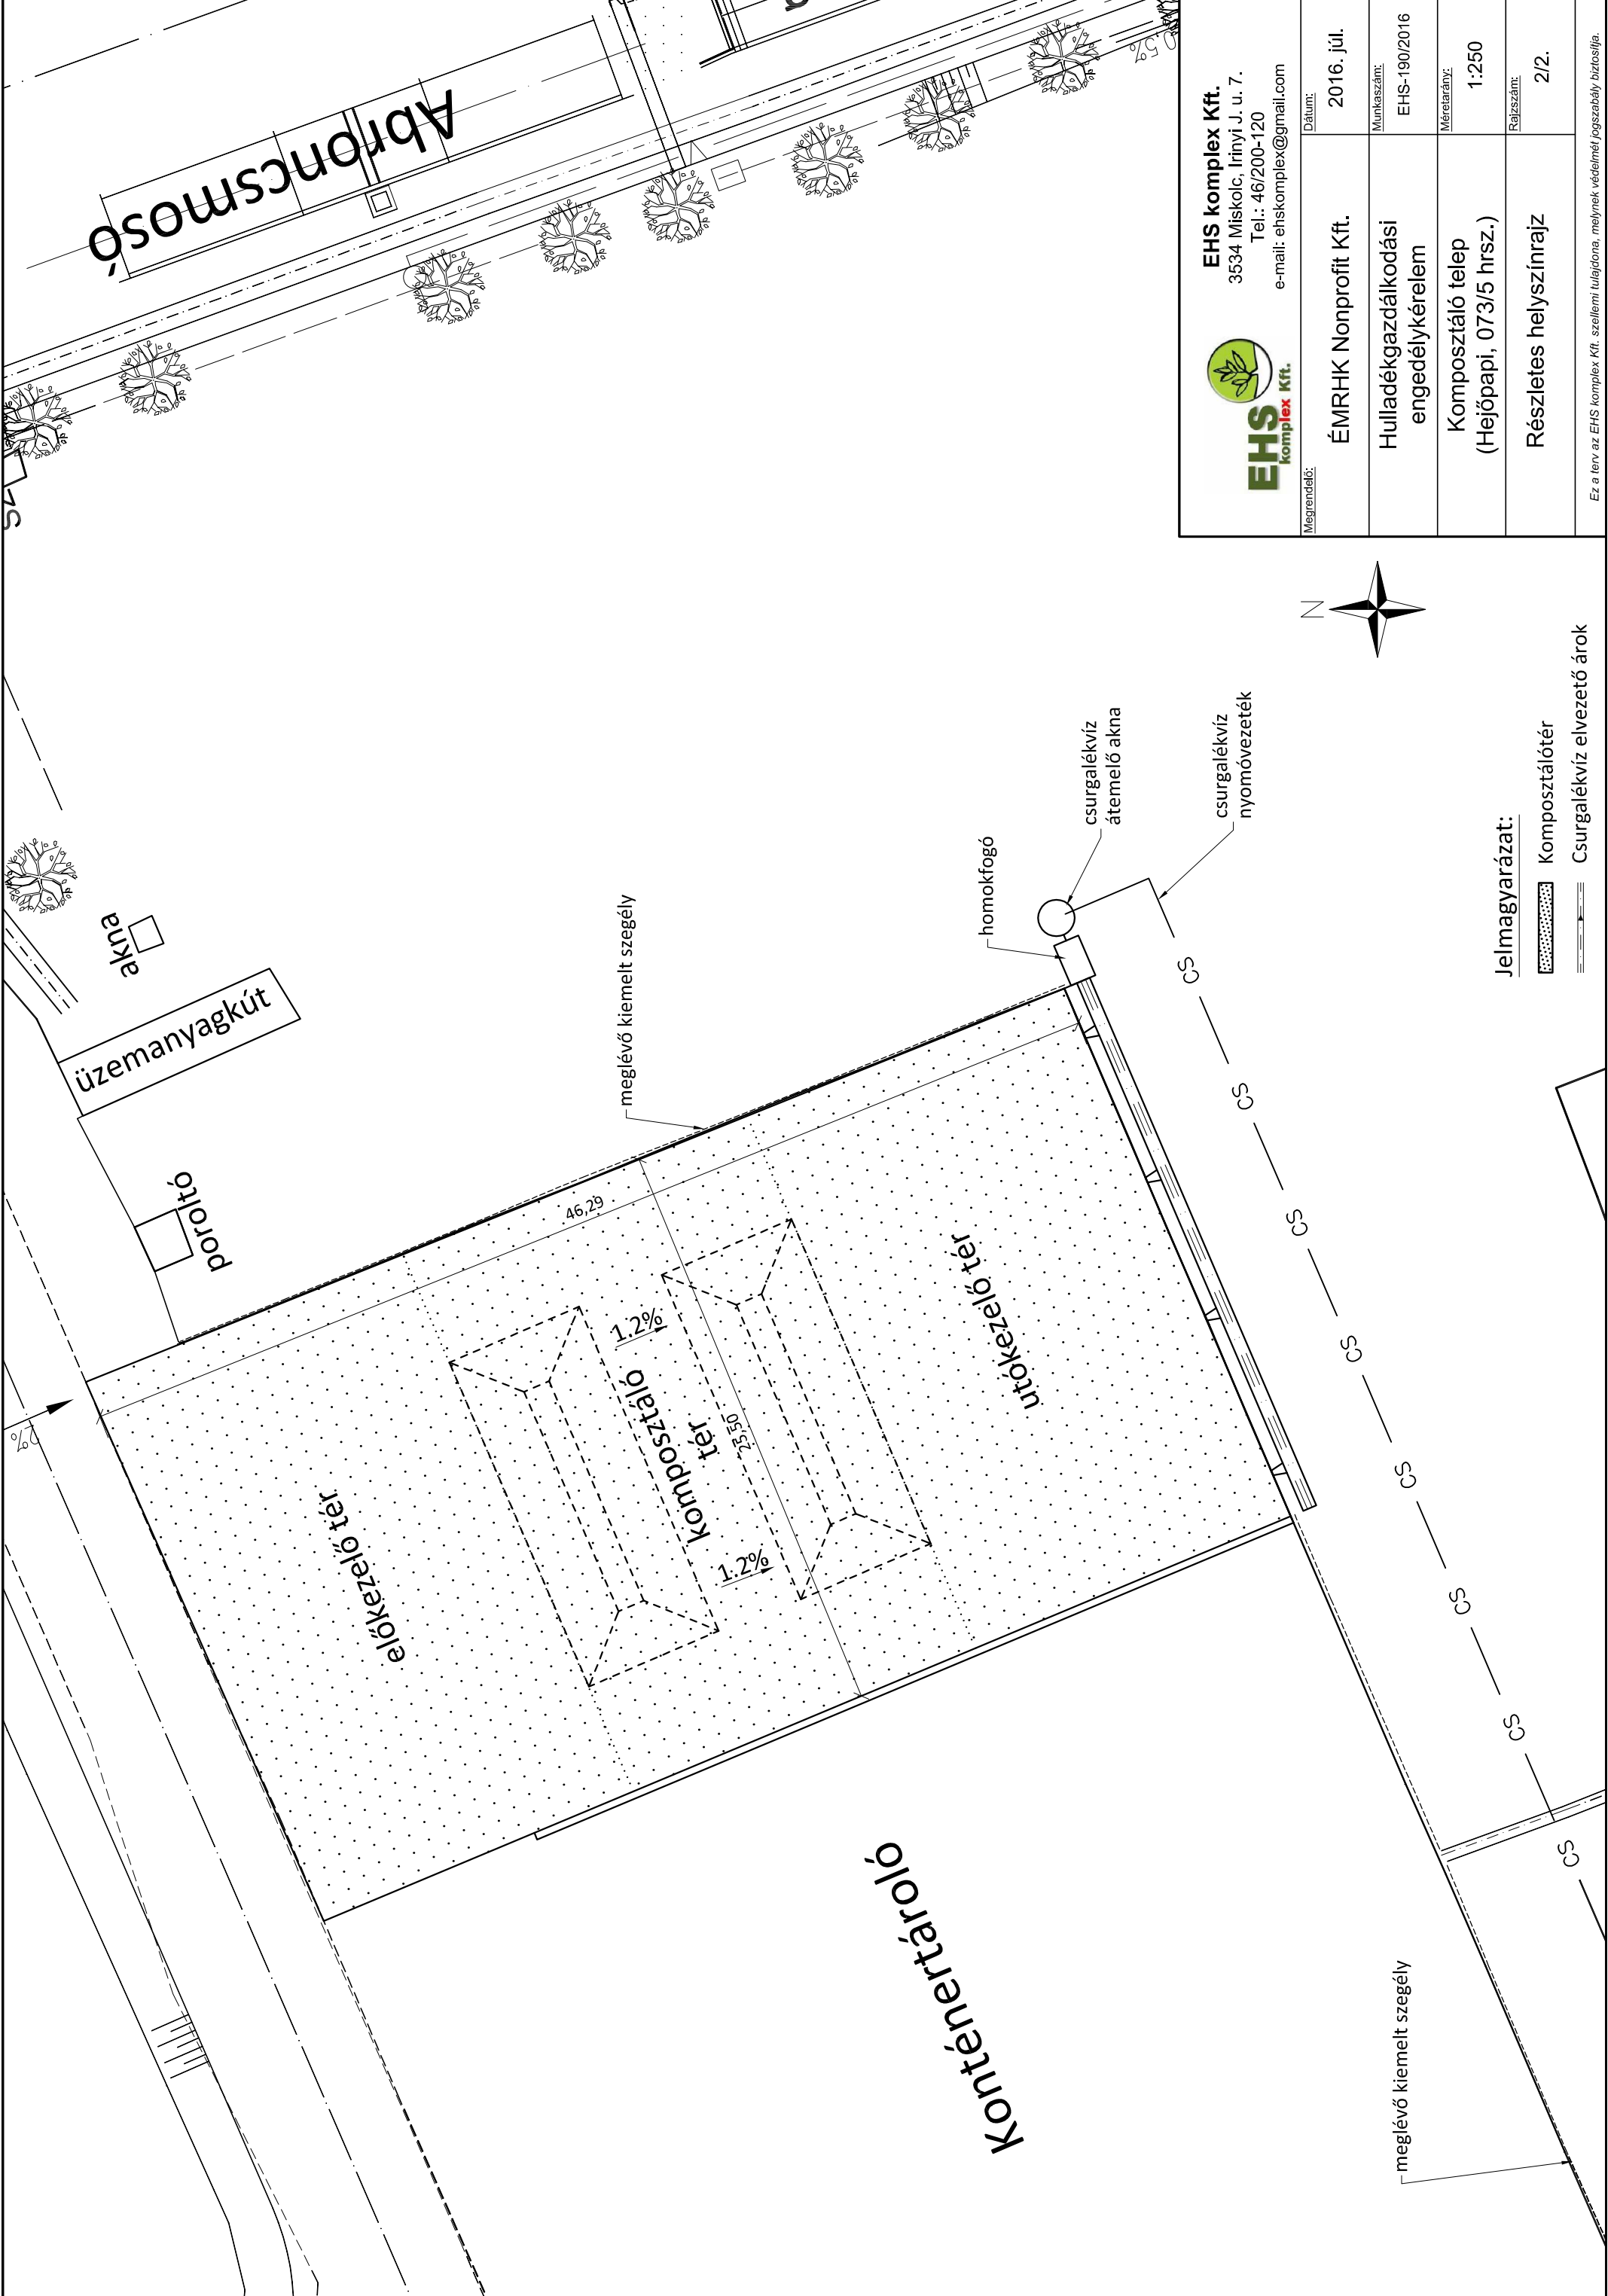 Abroncsmosó
akna
üzemanyagkút
poroltó
2%
0.5%
meglévő kiemelt szegély
46,29
előkezelő tér
1.2%
komposztáló
tér
25,50
1.2%
utókezelő tér
homokfogó
csurgalékvíz
átemelő akna
csurgalékvíz
nyomóvezeték
CS
CS
CS
CS
CS
CS
CS
CS
Konténertároló
meglévő kiemelt szegély
Jelmagyarázat:
Komposztálótér
Csurgalékvíz elvezető árok
N
EHS
komplex Kft.
EHS komplex Kft.
3534 Miskolc, Irinyi J. u. 7.
Tel.: 46/200-120
e-mail: ehskomplex@gmail.com
Megrendelő:
ÉMRHK Nonprofit Kft.
Dátum:
2016. júl.
Hulladékgazdálkodási
engedélykérelem
Munkaszám:
EHS-190/2016
Komposztáló telep
(Hejőpapi, 073/5 hrsz.)
Méretarány:
1:250
Részletes helyszínrajz
Rajzszám:
2/2.
Ez a terv az EHS komplex Kft. szellemi tulajdona, melynek védelmét jogszabály biztosítja.